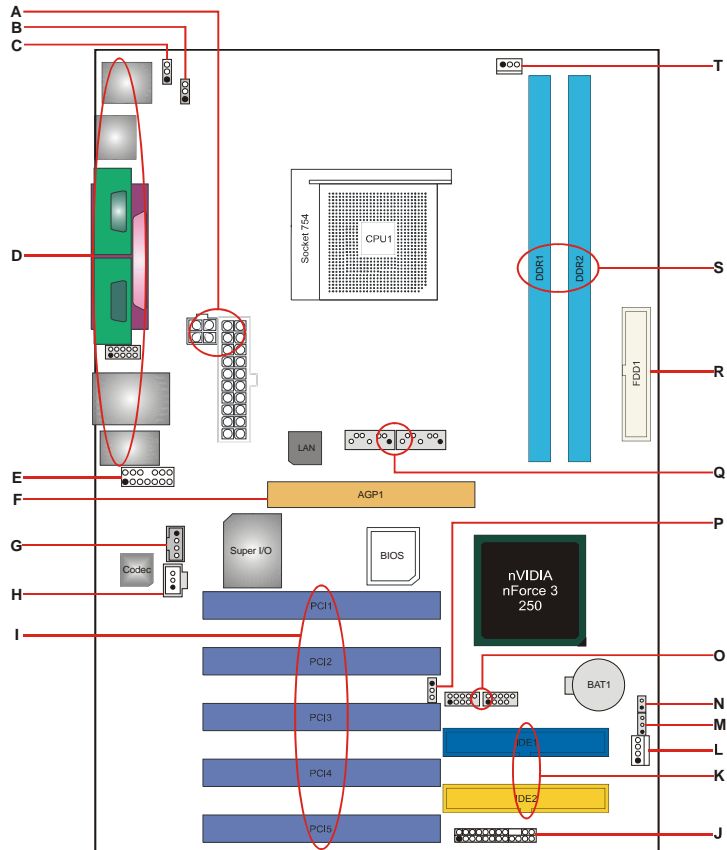 A
B
C
T
Socket 754
CPU1
D
DDR1
DDR2
S
FDD1
R
LAN
Q
E
F
AGP1
P
G
Super I/O
BIOS
nVIDIA
nForce 3
250
Codec
H
PCI1
I
O
PCI2
BAT1
N
M
PCI3
IDE1
L
K
PCI4
IDE2
PCI5
J